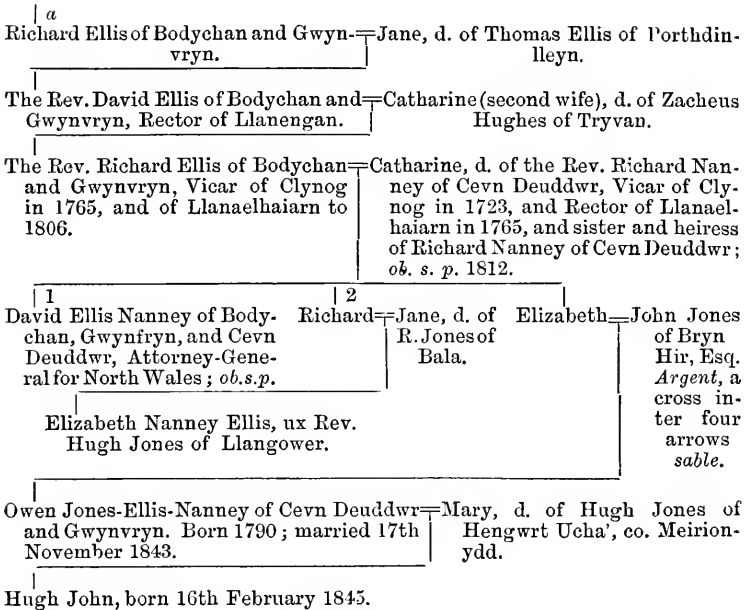 a
Richard Ellis of Bodychan and Gwyn-
vryn.
Jane, d. of Thomas Ellis of Porthdin-
lleyn.
The Rev. David Ellis of Bodychan and
Gwynvryn, Rector of Llanengan.
Catharine (second wife), d. of Zacheus
Hughes of Tryvan.
The Rev. Richard Ellis of Bodychan
and Gwynvryn, Vicar of Clynog
in 1765, and of Llanaelhaiarn to
1806.
Catharine, d. of the Rev. Richard Nan-
ney of Cevn Deuddwr, Vicar of Cly-
nog in 1723, and Rector of Llanael-
haiarn in 1765, and sister and heiress
of Richard Nanney of Cevn Deuddwr;
ob. s. p. 1812.
1
David Ellis Nanney of Body-
chan, Gwynfryn, and Cevn
Deuddwr, Attorney-Gene-
ral for North Wales; ob.s.p.
2
Richard
Jane, d. of
R. Jones of
Bala.
Elizabeth
John Jones
of Bryn
Hir, Esq.
Argent, a
cross in-
ter four
arrows
sable.
Elizabeth Nanney Ellis, ux Rev.
Hugh Jones of Llangower.
Owen Jones-Ellis-Nanney of Cevn Deuddwr
and Gwynvryn. Born 1790; married 17th
November 1843.
Mary, d. of Hugh Jones of
Hengwrt Ucha', co. Meirion-
ydd.
Hugh John, born 16th February 1845.